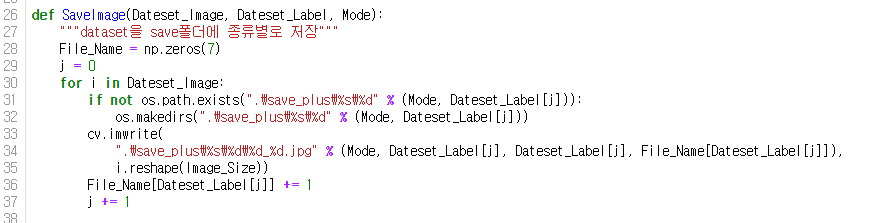 26 def SaveImage(Dateset_Image, Dateset_Label, Mode):
27     """dataset을 save폴더에 종류별로 저장"""
28     File_Name = np.zeros(7)
29     j = 0
30     for i in Dateset_Image:
31         if not os.path.exists(".₩save_plus₩%s₩%d" % (Mode, Dateset_Label[j])):
32             os.makedirs(".₩save_plus₩%s₩%d" % (Mode, Dateset_Label[j]))
33         cv.imwrite(
34             ".₩save_plus₩%s₩%d₩%d_%d.jpg" % (Mode, Dateset_Label[j], Dateset_Label[j], File_Name[Dateset_Label[j]]),
35             i.reshape(Image_Size))
36         File_Name[Dateset_Label[j]] += 1
37         j += 1
38